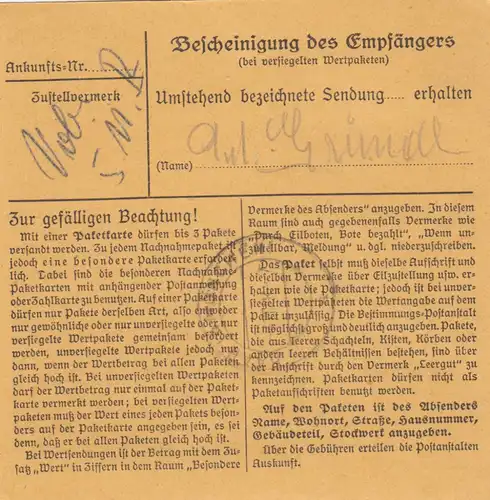 Ankunfts-Nr.
Zustellvermerk
Bescheinigung des Empfängers
(bei versiegelten Wertpaketen)
Umstehend bezeichnete Sendung..... erhalten
(Name)
Zur gefälligen Beachtung!
Mit einer Paketkarte dürfen bis 3 Pakete
versandt werden. Zu jedem Nachnahmepaket ist
jedoch eine besondere Paketkarte erforder-
lich. Dabei sind die besonderen Nachnahme-
Paketkarten mit anhängender Postanweisung
oder Zahlkarte zu benutzen. Auf einer Paketkarte
dürfen nur Pakete derselben Art, also entweder
nur gewöhnliche oder nur unversiegelte oder nur
versiegelte Wertpakete gemeinsam befördert
werden, unversiegelte Wertpakete jedoch nur
dann, wenn der Wertbetrag bei allen Paketen
gleich hoch ist. Bei unversiegelten Wertpaketen
darf der Wertbetrag nur einmal auf der Paket-
karte vermerkt werden; bei versiegelten Wert-
paketen muß der Wert eines jeden Pakets beson-
ders auf der Paketkarte angegeben sein, es sei
denn, daß er bei allen Paketen gleich hoch ist.
Bei Wertsendungen ist der Betrag mit dem Zu-
satz „Wert" in Ziffern in dem Raum „Besondere
Vermerke des Absenders" anzugeben. In diesem
Raum sind auch gegebenenfalls Vermerke wie
„Durch Eilboten, Bote bezahlt", „Wenn un-
zustellbar, Meldung" u. dgl. niederzuschreiben.
Das Paket selbst muß dieselbe Aufschrift und
dieselben Vermerke über Eilzustellung usw. er-
halten wie die Paketkarte; jedoch ist bei unver-
siegelten Wertpaketen die Wertangabe auf dem
Paket unzulässig. Die Bestimmungs-Postanstalt
ist möglichst groß und deutlich anzugeben. Pakete,
die aus leeren Schachteln, Kisten, Körben oder
anderen leeren Behältnissen bestehen, sind über
der Anschrift durch den Vermerk „Leergut" zu
kennzeichnen. Paketkarten dürfen nicht als
Paketaufschriften benutzt werden.
Auf den Paketen ist des Absenders
Name, Wohnort, Straße, Hausnummer,
Gebäudeteil, Stockwerk anzugeben.
Über die Gebühren erteilen die Postanstalten
Auskunft.